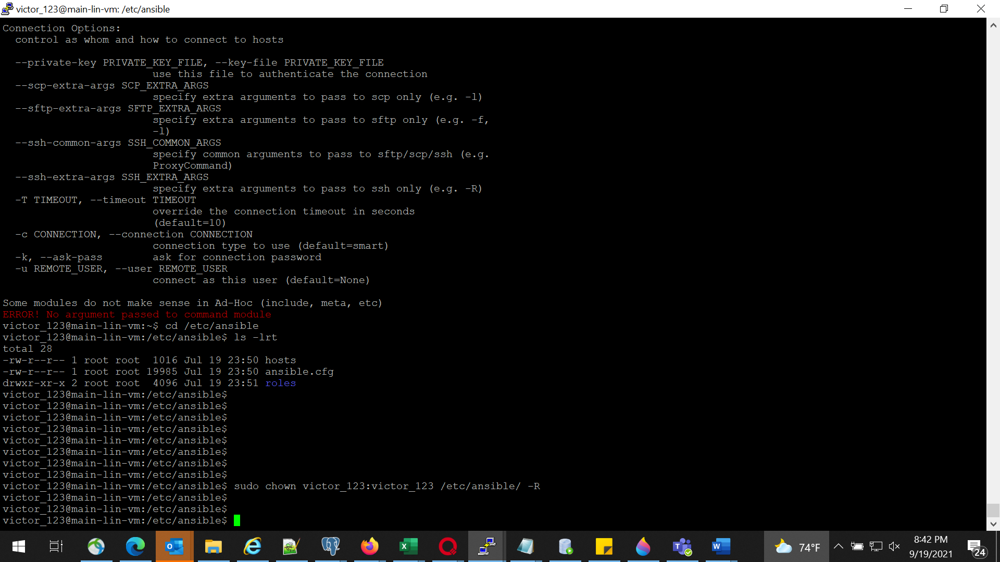 victor_123@main-lin-vm: /etc/ansible
Connection Options:
  control as whom and how to connect to hosts

  --private-key PRIVATE_KEY_FILE, --key-file PRIVATE_KEY_FILE
                        use this file to authenticate the connection
  --scp-extra-args SCP_EXTRA_ARGS
                        specify extra arguments to pass to scp only (e.g. -l)
  --sftp-extra-args SFTP_EXTRA_ARGS
                        specify extra arguments to pass to sftp only (e.g. -f,
                        -l)
  --ssh-common-args SSH_COMMON_ARGS
                        specify common arguments to pass to sftp/scp/ssh (e.g.
                        ProxyCommand)
  --ssh-extra-args SSH_EXTRA_ARGS
                        specify extra arguments to pass to ssh only (e.g. -R)
  -T TIMEOUT, --timeout TIMEOUT
                        override the connection timeout in seconds
                        (default=10)
  -c CONNECTION, --connection CONNECTION
                        connection type to use (default=smart)
  -k, --ask-pass        ask for connection password
  -u REMOTE_USER, --user REMOTE_USER
                        connect as this user (default=None)

Some modules do not make sense in Ad-Hoc (include, meta, etc)
ERROR! No argument passed to command module
victor_123@main-lin-vm:~$ cd /etc/ansible
victor_123@main-lin-vm:/etc/ansible$ ls -lrt
total 28
-rw-r--r-- 1 root root  1016 Jul 19 23:50 hosts
-rw-r--r-- 1 root root 19985 Jul 19 23:50 ansible.cfg
drwxr-xr-x 2 root root  4096 Jul 19 23:51 roles
victor_123@main-lin-vm:/etc/ansible$
victor_123@main-lin-vm:/etc/ansible$
victor_123@main-lin-vm:/etc/ansible$
victor_123@main-lin-vm:/etc/ansible$
victor_123@main-lin-vm:/etc/ansible$
victor_123@main-lin-vm:/etc/ansible$
victor_123@main-lin-vm:/etc/ansible$
victor_123@main-lin-vm:/etc/ansible$
victor_123@main-lin-vm:/etc/ansible$ sudo chown victor_123:victor_123 /etc/ansible/ -R
victor_123@main-lin-vm:/etc/ansible$
victor_123@main-lin-vm:/etc/ansible$
victor_123@main-lin-vm:/etc/ansible$
74°F
8:42 PM
9/19/2021
24